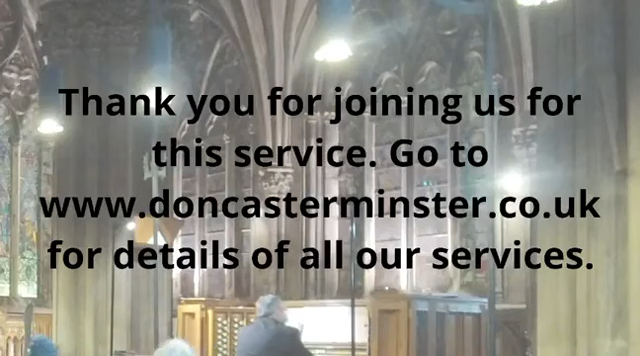 Thank you for joining us for
this service. Go to
www.doncasterminster.co.uk
for details of all our services.